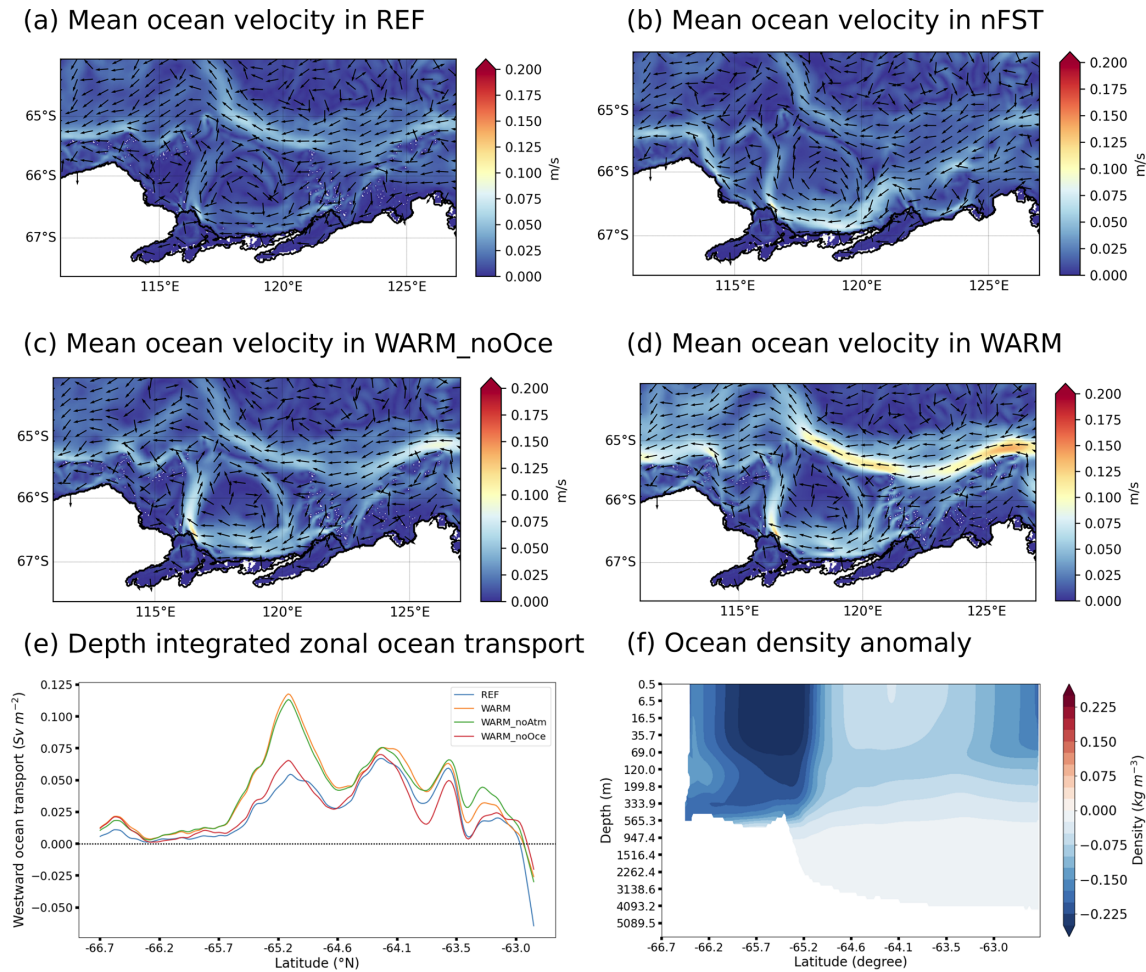 (a) Mean ocean velocity in REF
(b) Mean ocean velocity in nFST
65°S
66°S
67°S
115°E
120°E
125°E
0.200
0.175
0.150
0.125
0.100
0.075
0.050
0.025
0.000
m/s
65°S
66°S
67°S
115°E
120°E
125°E
0.200
0.175
0.150
0.125
0.100
0.075
0.050
0.025
0.000
m/s
(c) Mean ocean velocity in WARM_noOce
(d) Mean ocean velocity in WARM
65°S
66°S
67°S
115°E
120°E
125°E
0.200
0.175
0.150
0.125
0.100
0.075
0.050
0.025
0.000
m/s
65°S
66°S
67°S
115°E
120°E
125°E
0.200
0.175
0.150
0.125
0.100
0.075
0.050
0.025
0.000
m/s
(e) Depth integrated zonal ocean transport
(f) Ocean density anomaly
Westward ocean transport (Sv m⁻²)
0.125
0.100
0.075
0.050
0.025
0.000
−0.025
−0.050
REF
WARM
WARM_noAtm
WARM_noOce
-66.7
-66.2
-65.7
-65.2
-64.6
-64.1
-63.5
-63.0
Latitude (°N)
Depth (m)
0.5
6.5
16.5
35.7
69.0
120.0
199.8
333.9
565.3
947.4
1516.4
2262.4
3138.6
4093.2
5089.5
-66.7
-66.2
-65.7
-65.2
-64.6
-64.1
-63.5
-63.0
Latitude (degree)
0.225
0.150
0.075
0.000
−0.075
−0.150
−0.225
Density (kg m⁻³)